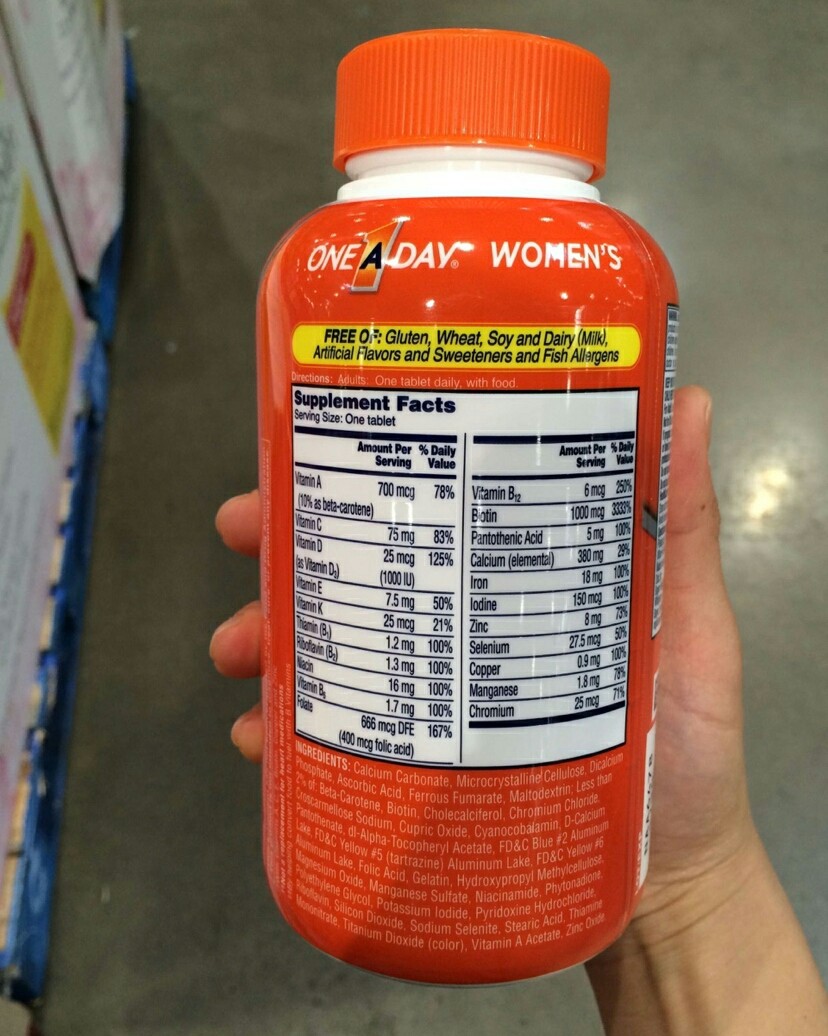 ONE A DAY® WOMEN'S
FREE OF: Gluten, Wheat, Soy and Dairy (Milk),
Artificial Flavors and Sweeteners and Fish Allergens
Directions: Adults: One tablet daily, with food.
Supplement Facts
Serving Size: One tablet
Amount Per Serving % Daily Value
Vitamin A 700 mcg 78%
(10% as beta-carotene)
Vitamin C 75 mg 83%
Vitamin D 25 mcg 125%
(as Vitamin D₃) (1000 IU)
Vitamin E 7.5 mg 50%
Vitamin K 25 mcg 21%
Thiamin (B₁) 1.2 mg 100%
Riboflavin (B₂) 1.3 mg 100%
Niacin 16 mg 100%
Vitamin B₆ 1.7 mg 100%
Folate 666 mcg DFE 167%
(400 mcg folic acid)
Amount Per Serving % Daily Value
Vitamin B₁₂ 6 mcg 250%
Biotin 1000 mcg 3333%
Pantothenic Acid 5 mg 100%
Calcium (elemental) 380 mg 29%
Iron 18 mg 100%
Iodine 150 mcg 100%
Zinc 8 mg 73%
Selenium 27.5 mcg 50%
Copper 0.9 mg 100%
Manganese 1.8 mg 78%
Chromium 25 mcg 71%
INGREDIENTS: Calcium Carbonate, Microcrystalline Cellulose, Dicalcium
Phosphate, Ascorbic Acid, Ferrous Fumarate, Maltodextrin; Less than
2% of: Beta-Carotene, Biotin, Cholecalciferol, Chromium Chloride,
Croscarmellose Sodium, Cupric Oxide, Cyanocobalamin, D-Calcium
Pantothenate, dl-Alpha-Tocopheryl Acetate, FD&C Blue #2 Aluminum
Lake, FD&C Yellow #5 (tartrazine) Aluminum Lake, FD&C Yellow #6
Aluminum Lake, Folic Acid, Gelatin, Hydroxypropyl Methylcellulose,
Magnesium Oxide, Manganese Sulfate, Niacinamide, Phytonadione,
Polyethylene Glycol, Potassium Iodide, Pyridoxine Hydrochloride,
Riboflavin, Silicon Dioxide, Sodium Selenite, Stearic Acid, Thiamine
Mononitrate, Titanium Dioxide (color), Vitamin A Acetate, Zinc Oxide.